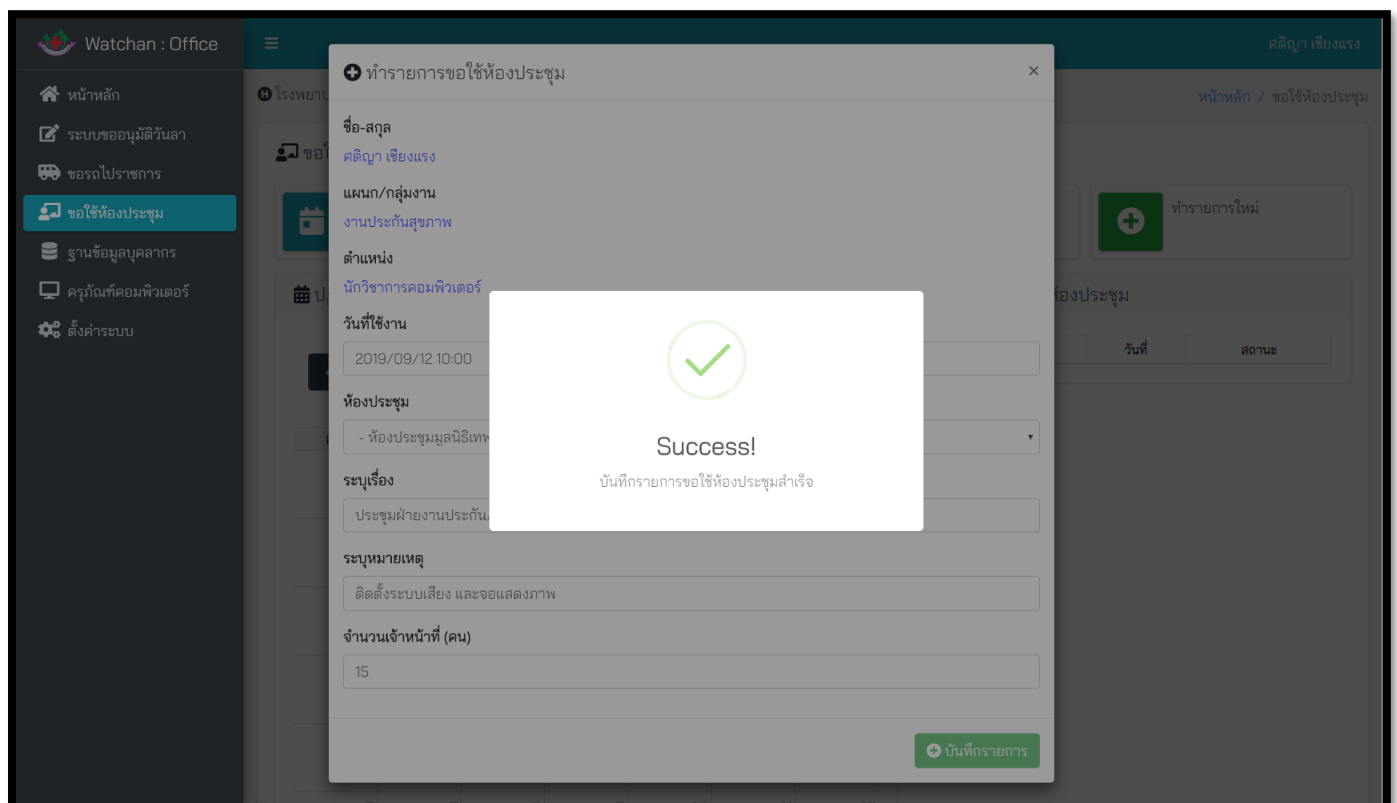 Watchan : Office
ศติญา เชียงแรง
หน้าหลัก
ระบบขออนุมัติวันลา
ขอรถไปราชการ
ขอใช้ห้องประชุม
ฐานข้อมูลบุคลากร
ครุภัณฑ์คอมพิวเตอร์
ตั้งค่าระบบ
หน้าหลัก / ขอใช้ห้องประชุม
ทำรายการใหม่
วันที่ สถานะ
ทำรายการขอใช้ห้องประชุม ×
ชื่อ-สกุล
ศติญา เชียงแรง
แผนก/กลุ่มงาน
งานประกันสุขภาพ
ตำแหน่ง
นักวิชาการคอมพิวเตอร์
วันที่ใช้งาน
2019/09/12 10:00
ห้องประชุม
- ห้องประชุมมูลนิธิเทพ
ระบุเรื่อง
ประชุมฝ่ายงานประกัน
ระบุหมายเหตุ
ติดตั้งระบบเสียง และจอแสดงภาพ
จำนวนเจ้าหน้าที่ (คน)
15
บันทึกรายการ
Success!
บันทึกรายการขอใช้ห้องประชุมสำเร็จ